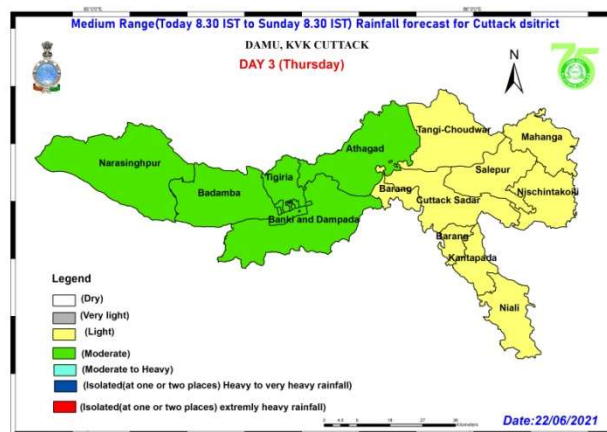 Medium Range(Today 8.30 IST to Sunday 8.30 IST) Rainfall forecast for Cuttack dsitrict
DAMU, KVK CUTTACK
DAY 3 (Thursday)
N
75
Tangi-Choudwar
Mahanga
Athagad
Narasinghpur
Salepur
Tigiria
Badamba
Barang
Nischintakoili
Cuttack Sadar
Banki and Dampada
Barang
Kantapada
Niali
Legend
(Dry)
(Very light)
(Light)
(Moderate)
(Moderate to Heavy)
(Isolated(at one or two places) Heavy to very heavy rainfall)
(Isolated(at one or two places) extremly heavy rainfall)
Date:22/06/2021